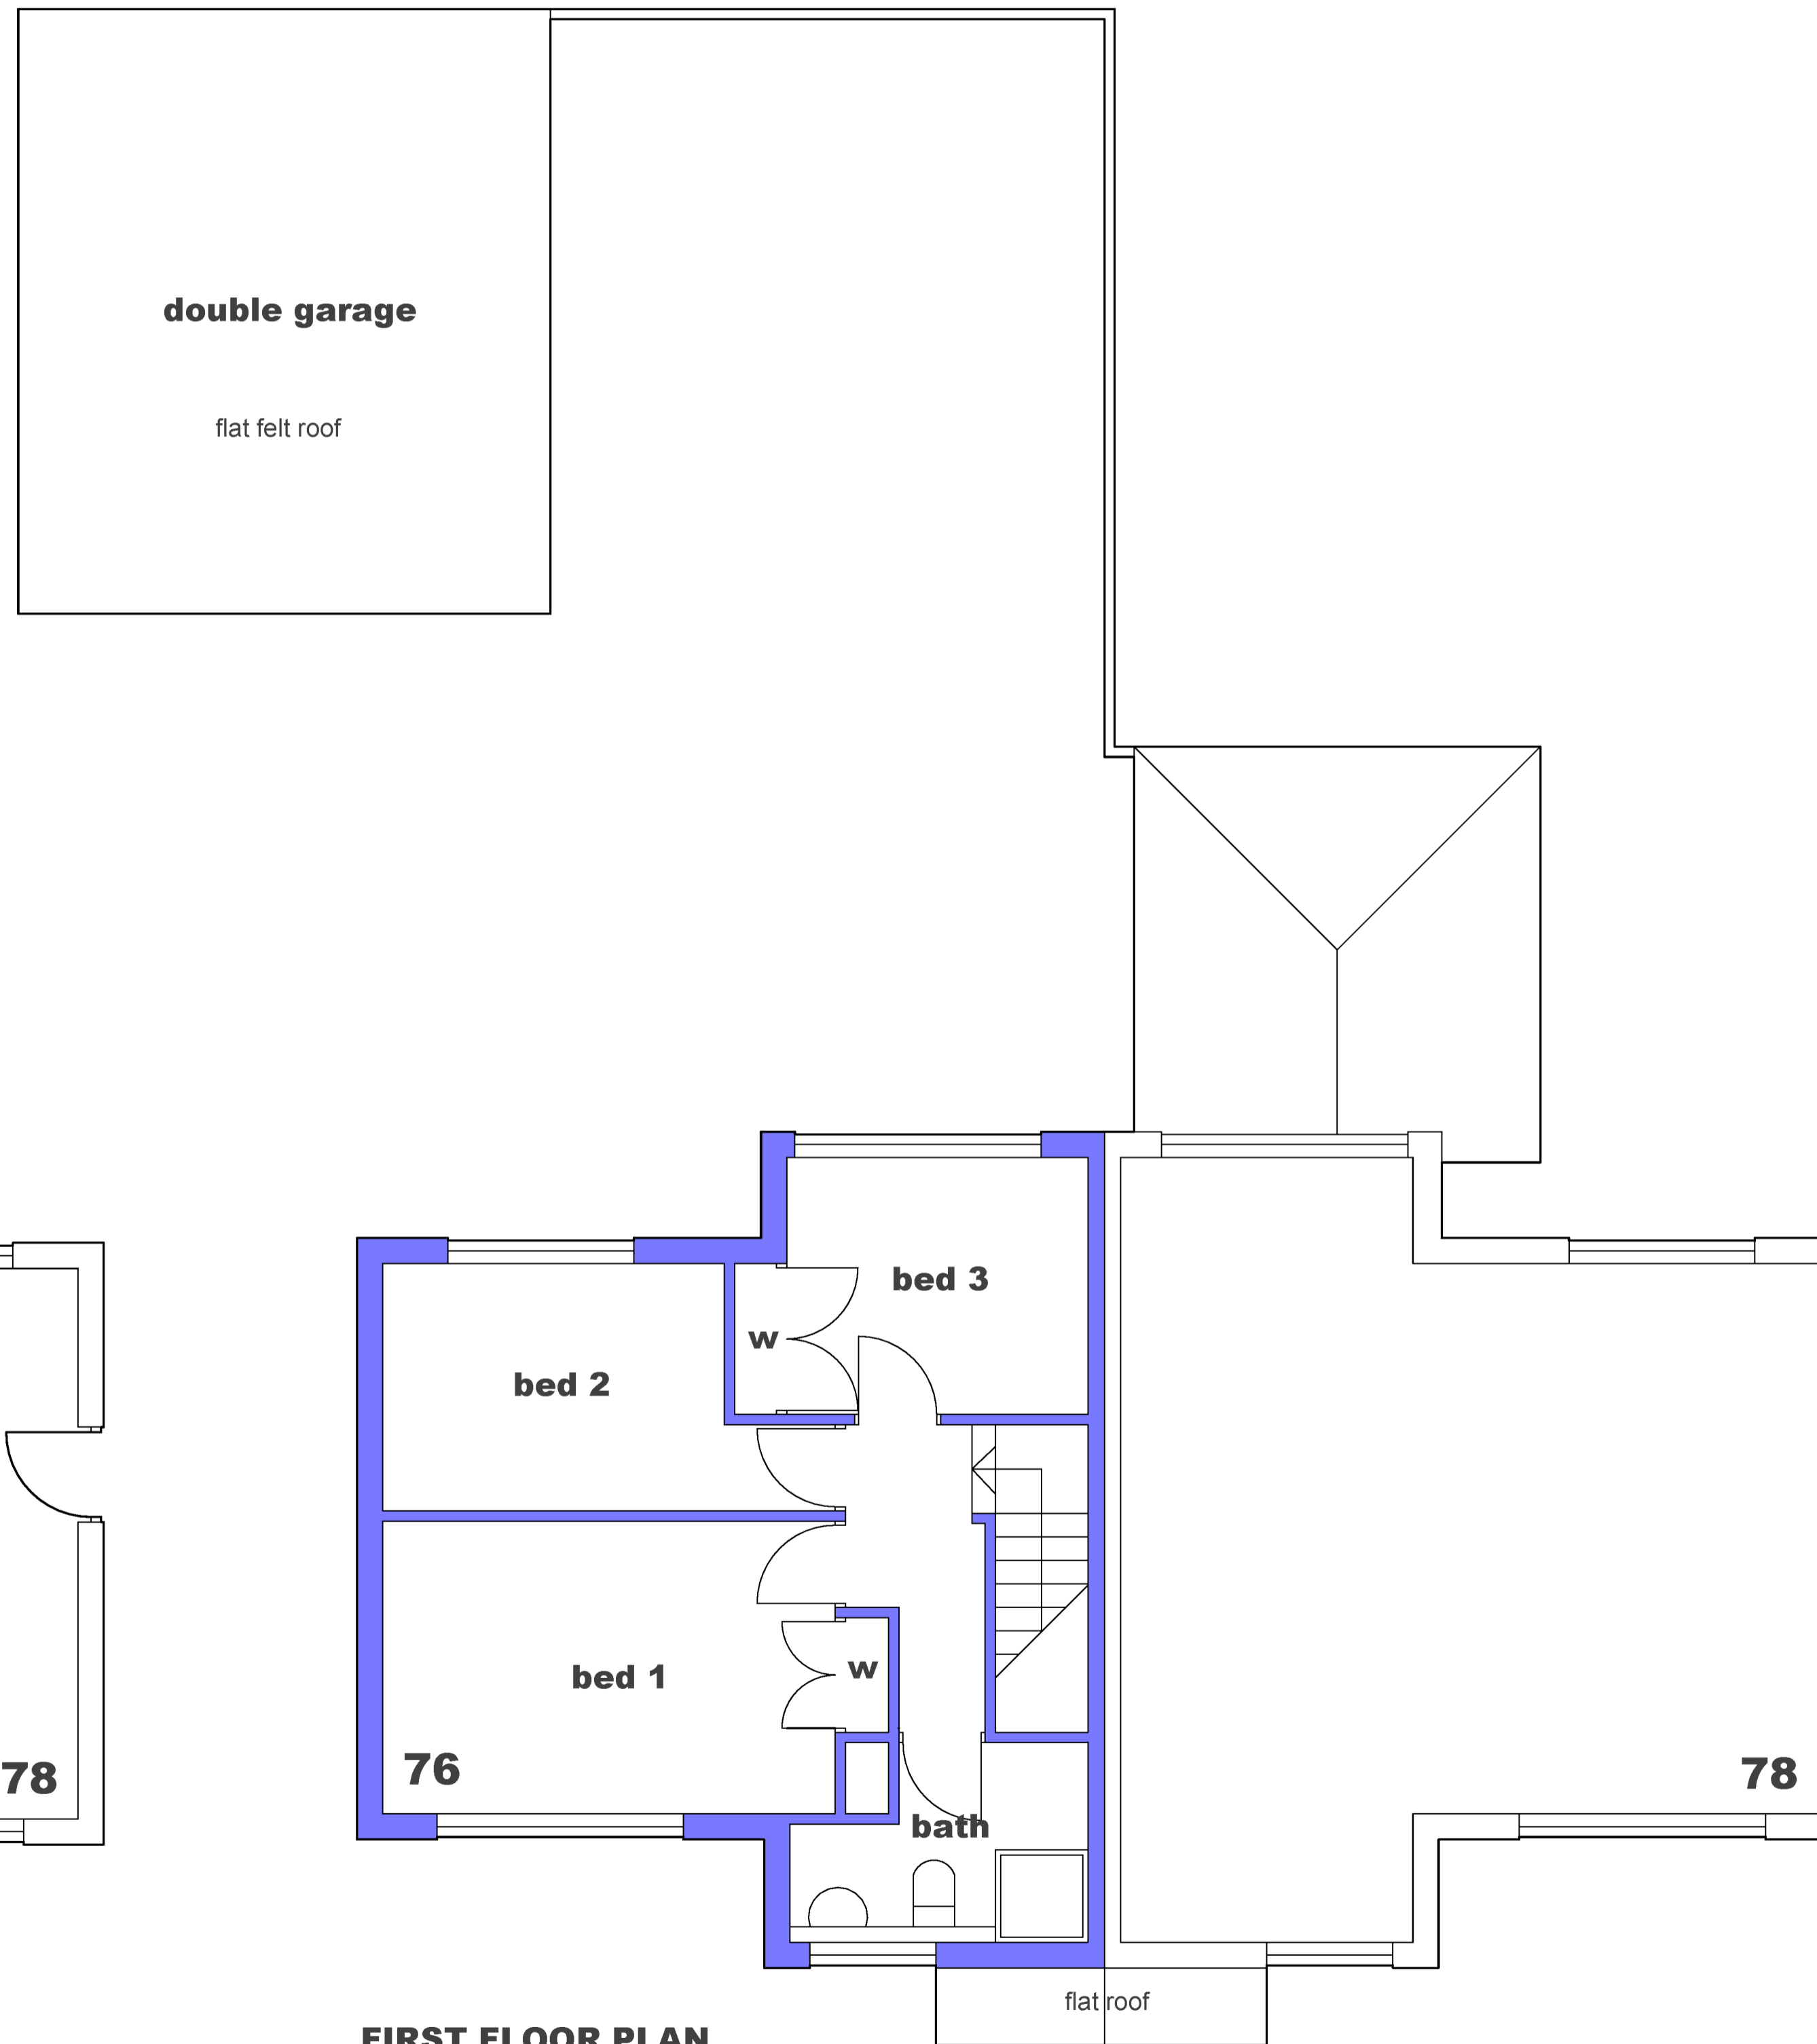 double garage
flat felt roof
bed 3
w
bed 2
bed 1
w
76
78
78
bath
flat roof
FIRST FLOOR PLAN